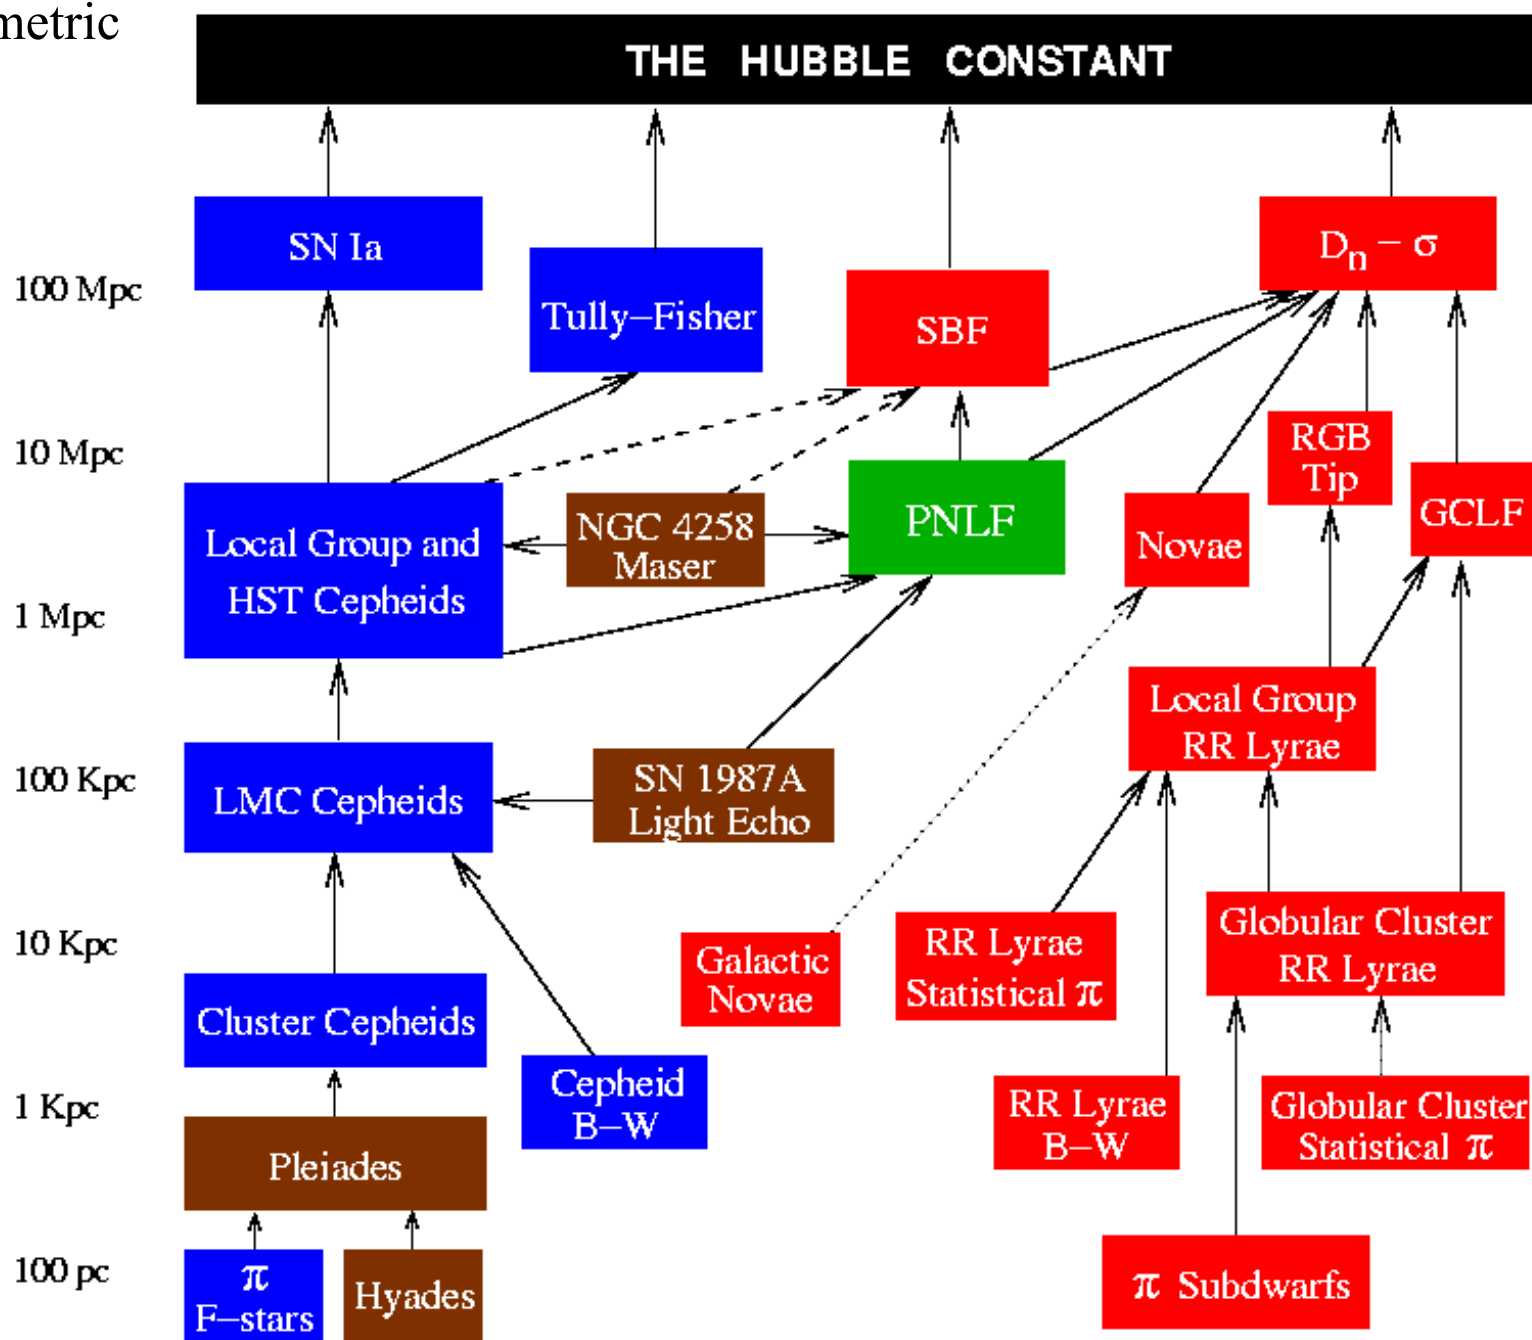 metric
THE HUBBLE CONSTANT
SN Ia
D_n − σ
100 Mpc
Tully−Fisher
SBF
10 Mpc
RGB
Tip
GCLF
Local Group and
HST Cepheids
NGC 4258
Maser
PNLF
Novae
1 Mpc
Local Group
RR Lyrae
100 Kpc
LMC Cepheids
SN 1987A
Light Echo
10 Kpc
Galactic
Novae
RR Lyrae
Statistical π
Globular Cluster
RR Lyrae
Cluster Cepheids
1 Kpc
Cepheid
B−W
RR Lyrae
B−W
Globular Cluster
Statistical π
Pleiades
100 pc
π
F−stars
Hyades
π Subdwarfs